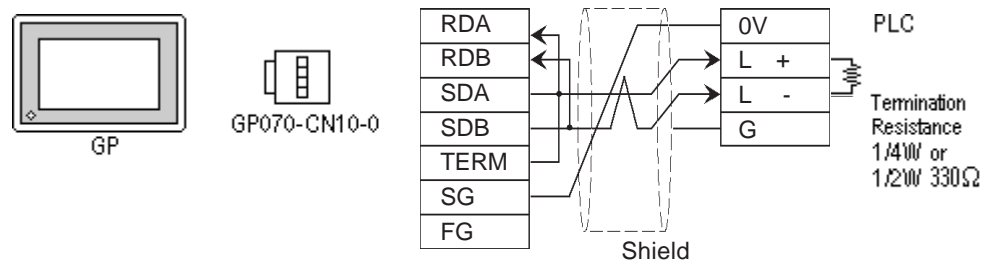 GP
GP070-CN10-0
RDA
RDB
SDA
SDB
TERM
SG
FG
Shield
0V
L +
L -
G
PLC
Termination
Resistance
1/4W or
1/2W 330Ω